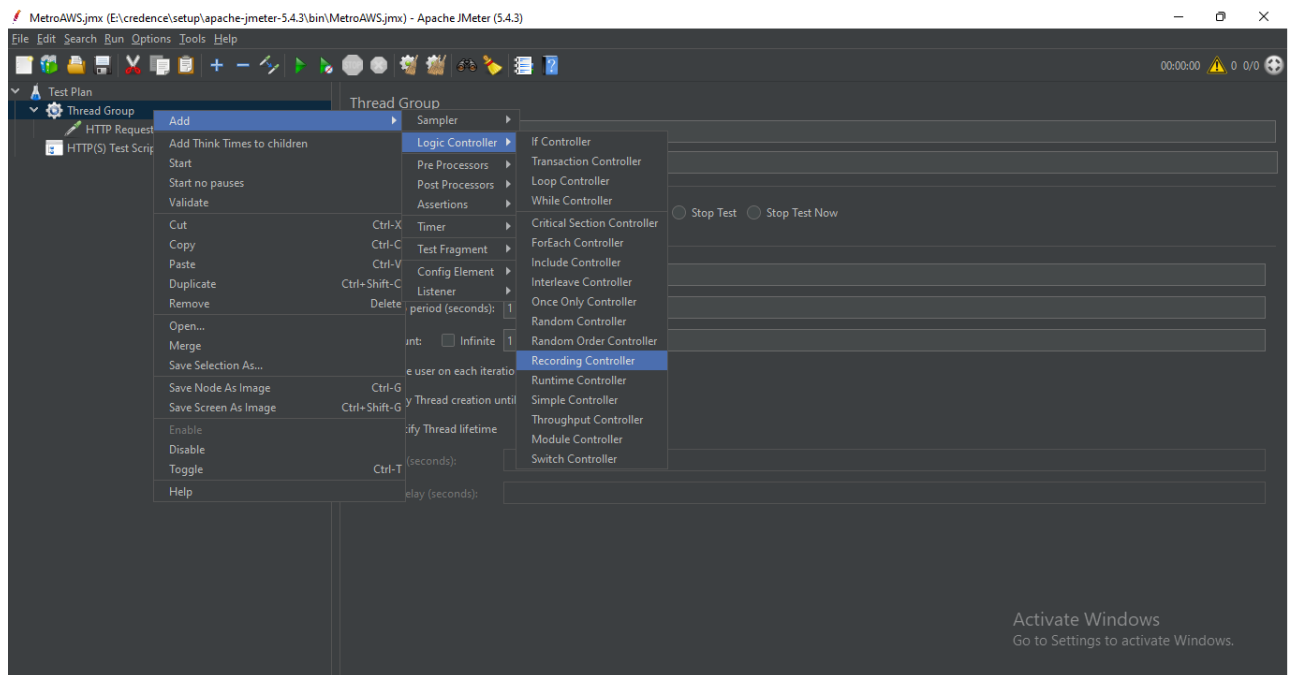 MetroAWS.jmx (E:\credence\setup\apache-jmeter-5.4.3\bin\MetroAWS.jmx) - Apache JMeter (5.4.3)
File Edit Search Run Options Tools Help
00:00:00 0 0/0
Test Plan
Thread Group
HTTP Request
HTTP(S) Test Scrip
Thread Group
Add
Add Think Times to children
Start
Start no pauses
Validate
Cut Ctrl-X
Copy Ctrl-C
Paste Ctrl-V
Duplicate Ctrl+Shift-C
Remove Delete
Open...
Merge
Save Selection As...
Save Node As Image Ctrl-G
Save Screen As Image Ctrl+Shift-G
Enable
Disable
Toggle Ctrl-T
Help
Sampler
Logic Controller
Pre Processors
Post Processors
Assertions
Timer
Test Fragment
Config Element
Listener
If Controller
Transaction Controller
Loop Controller
While Controller
Critical Section Controller
ForEach Controller
Include Controller
Interleave Controller
Once Only Controller
Random Controller
Random Order Controller
Recording Controller
Runtime Controller
Simple Controller
Throughput Controller
Module Controller
Switch Controller
Stop Test Stop Test Now
period (seconds): 1
unt: Infinite 1
e user on each iteratio
y Thread creation until
ify Thread lifetime
(seconds):
elay (seconds):
Activate Windows
Go to Settings to activate Windows.